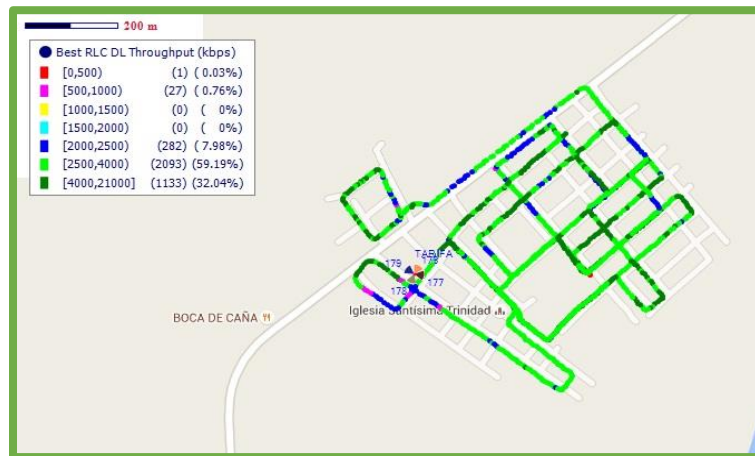 200 m
Best RLC DL Throughput (kbps)
[0,500) (1) ( 0.03%)
[500,1000) (27) ( 0.76%)
[1000,1500) (0) ( 0%)
[1500,2000) (0) ( 0%)
[2000,2500) (282) ( 7.98%)
[2500,4000) (2093) (59.19%)
[4000,21000] (1133) (32.04%)
TARIFA
179
177
178
BOCA DE CAÑA
Iglesia Santísima Trinidad